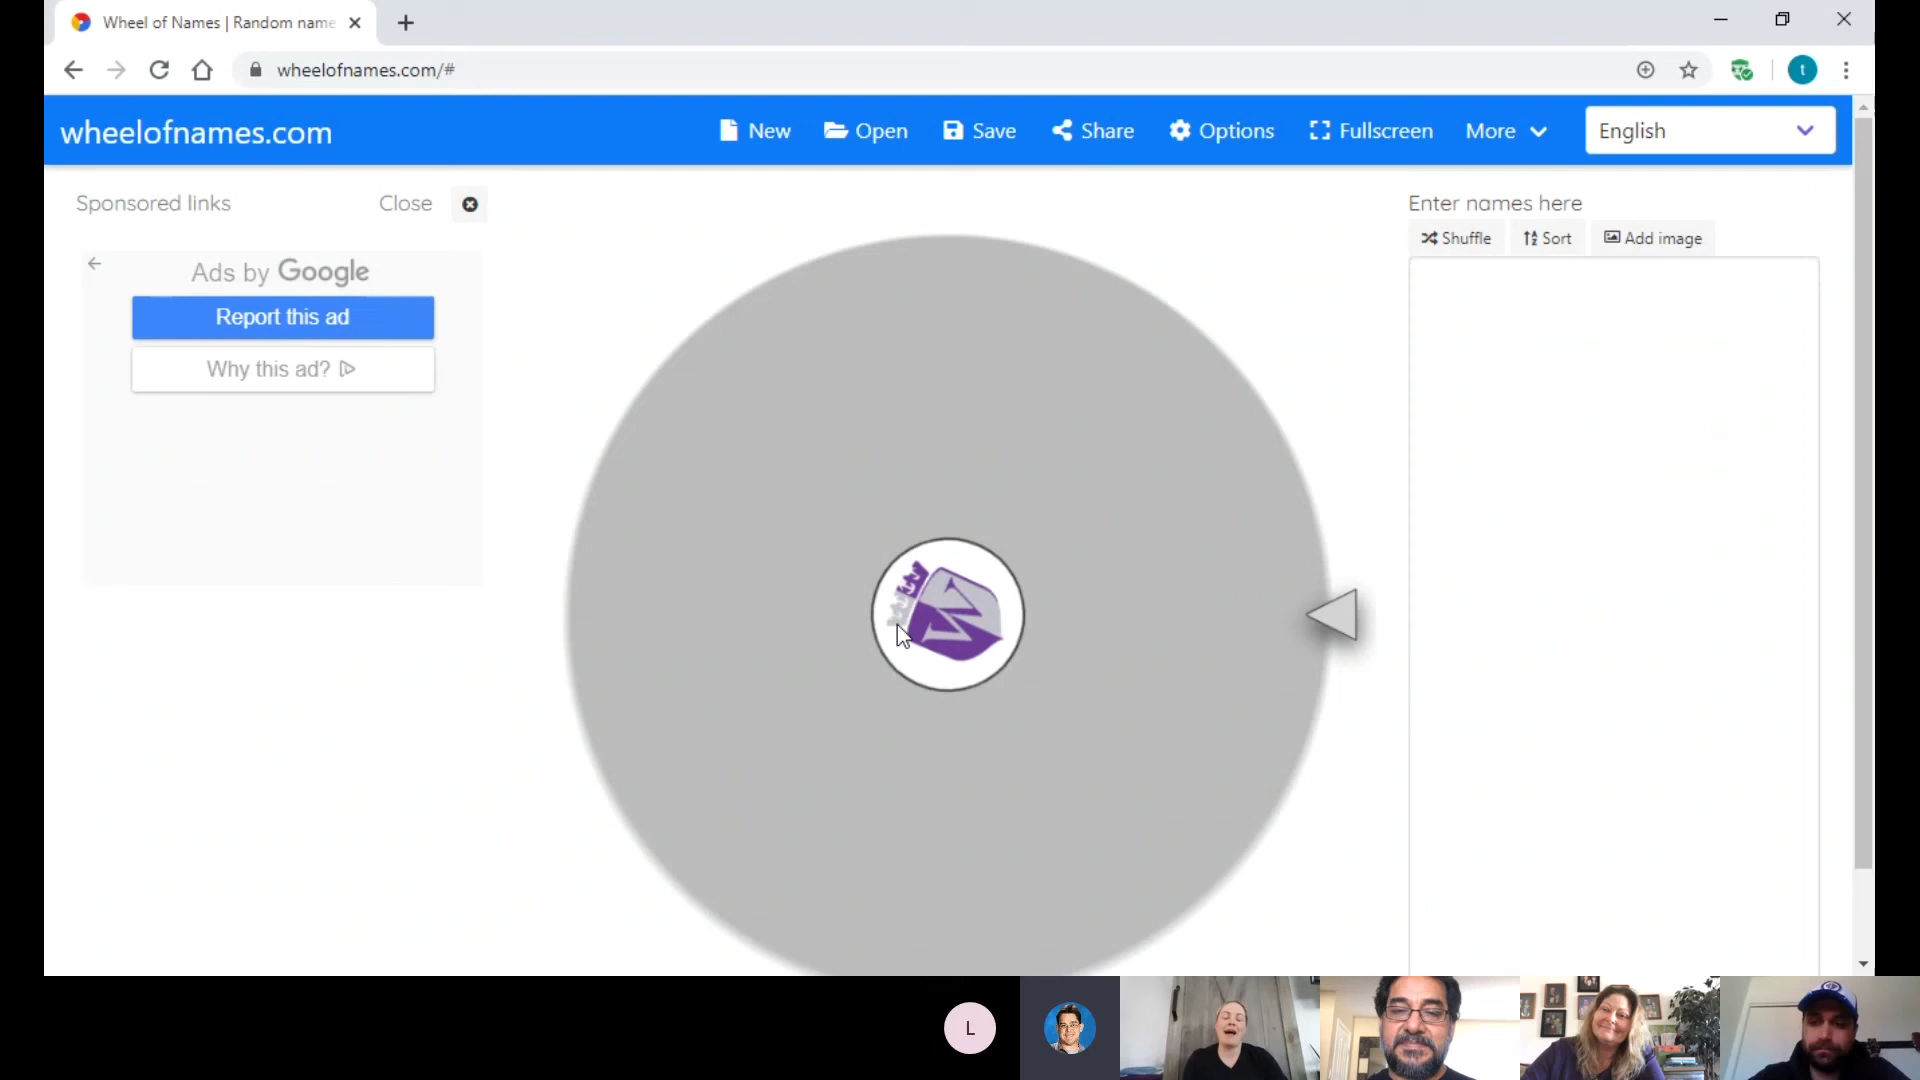 Wheel of Names | Random name
wheelofnames.com/#
t
wheelofnames.com
New
Open
Save
Share
Options
Fullscreen
More
English
Sponsored links
Close
Enter names here
Shuffle
Sort
Add image
Ads by Google
Report this ad
Why this ad?
W
L